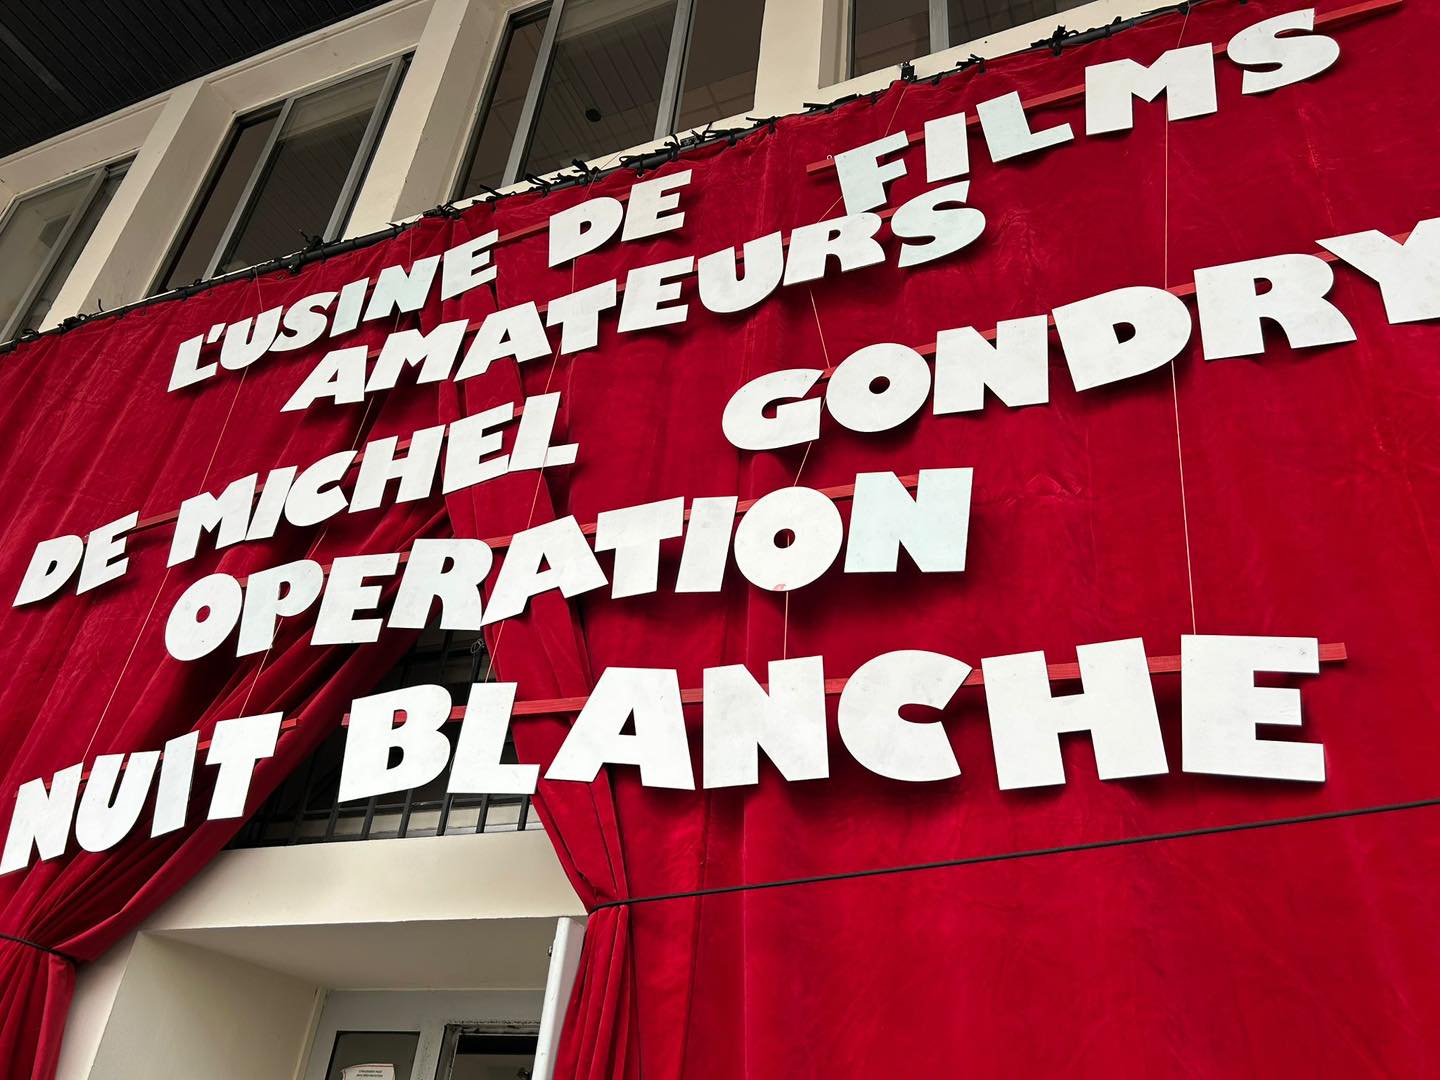 L'USINE DE FILMS
AMATEURS
DE MICHEL GONDRY
OPERATION
NUIT BLANCHE